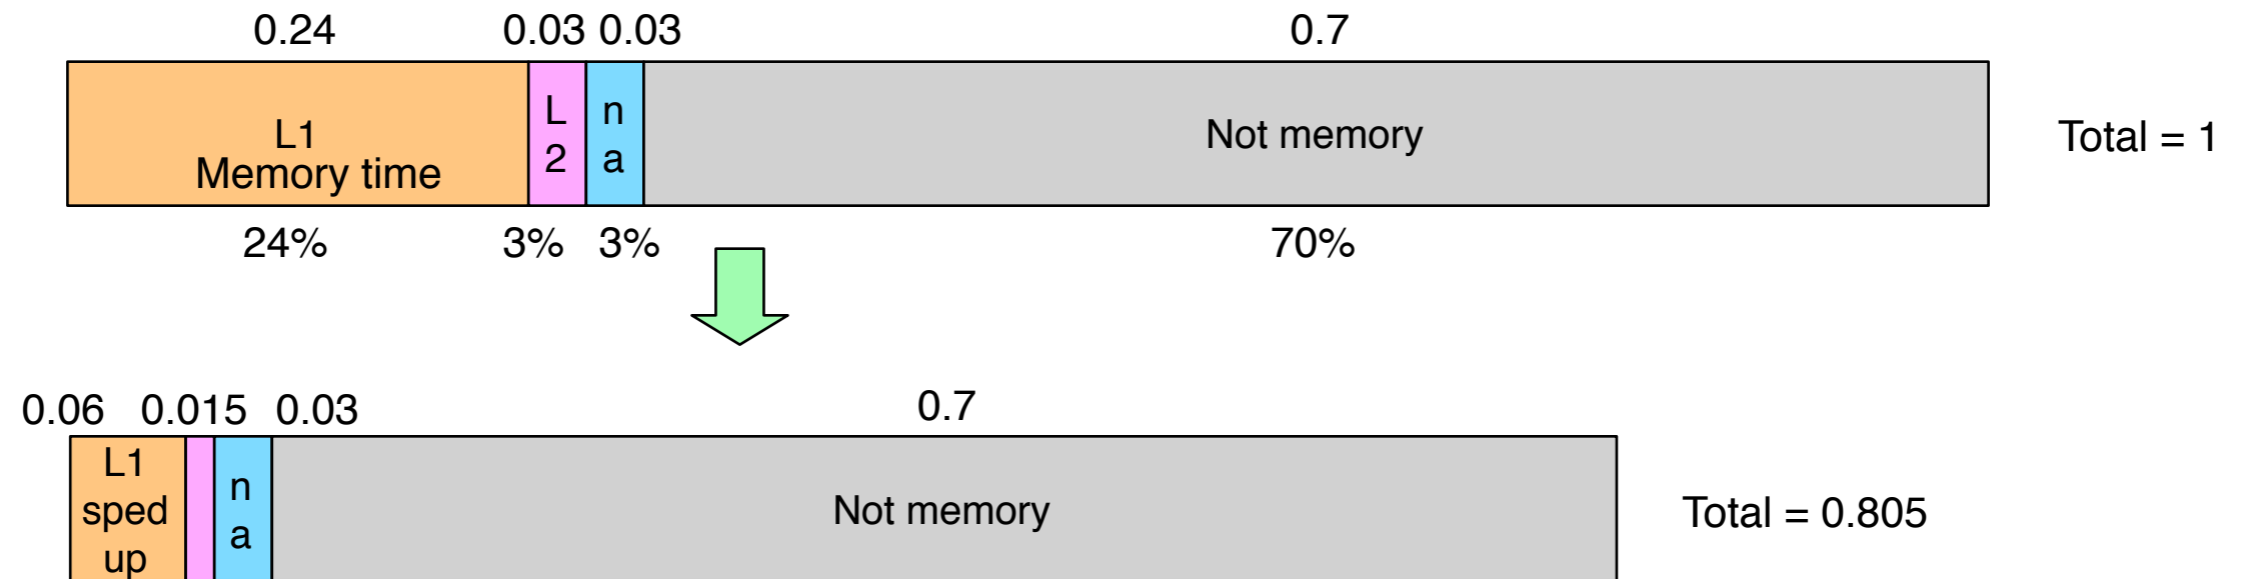 0.24 0.03 0.03 0.7
L1
Memory time
L
2
n
a
Not memory
Total = 1
24% 3% 3% 70%
0.06 0.015 0.03 0.7
L1
sped
up
n
a
Not memory
Total = 0.805